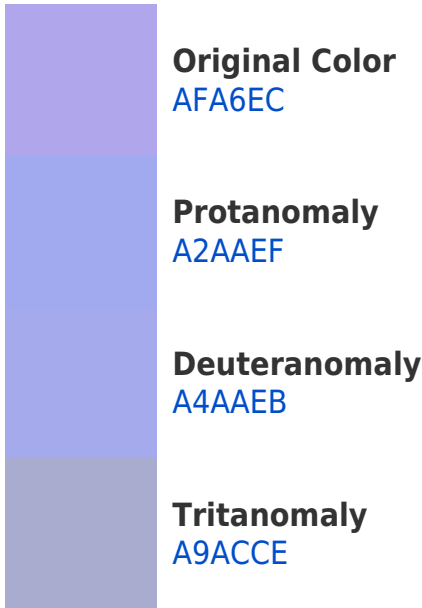 Original Color
AFA6EC
Protanomaly
A2AAEF
Deuteranomaly
A4AAEB
Tritanomaly
A9ACCE